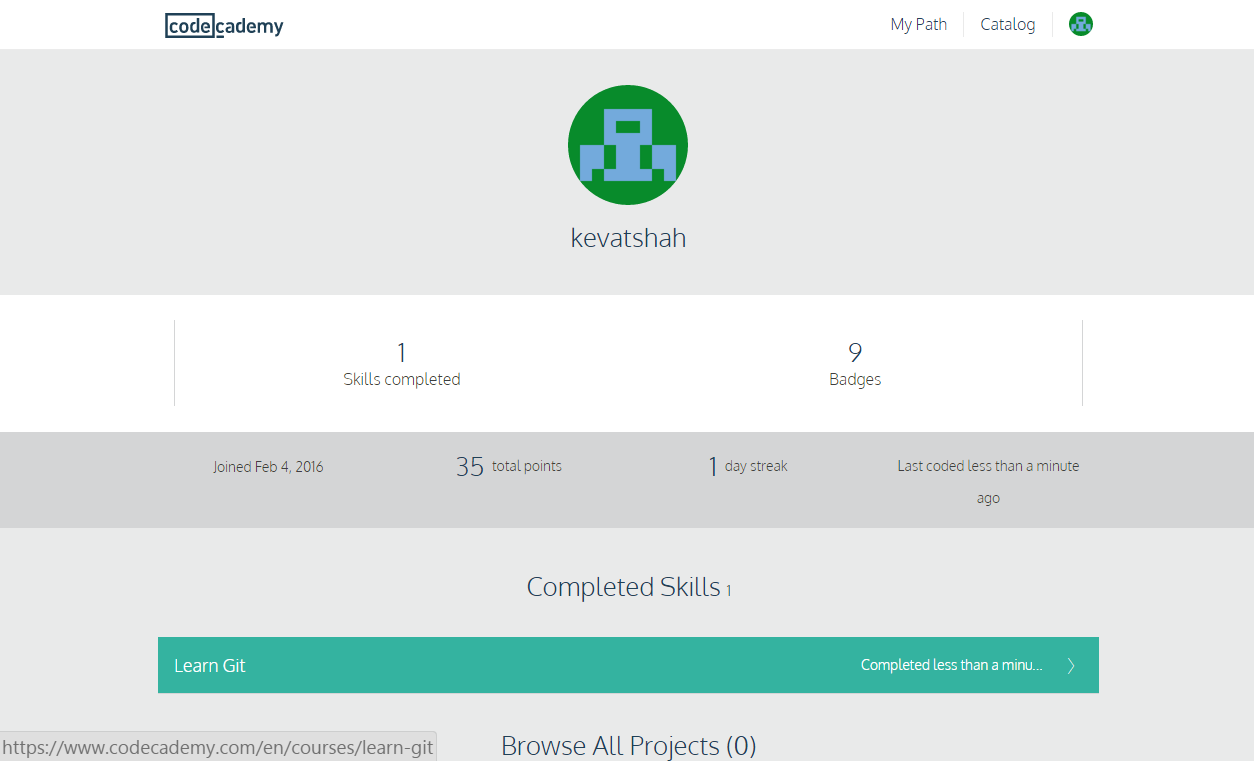 codecademy
My Path
Catalog
kevatshah
1
Skills completed
9
Badges
Joined Feb 4, 2016
35 total points
1 day streak
Last coded less than a minute
ago
Completed Skills 1
Learn Git
Completed less than a minu...
Browse All Projects (0)
https://www.codecademy.com/en/courses/learn-git